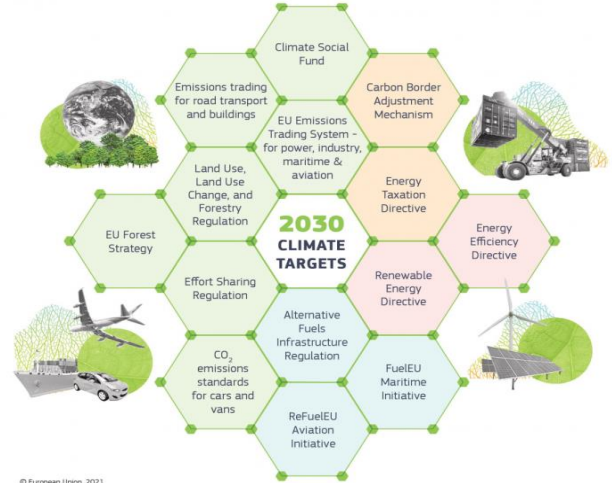 Climate Social
Fund
Emissions trading
for road transport
and buildings
Carbon Border
Adjustment
Mechanism
EU Emissions
Trading System -
for power, industry,
maritime &
aviation
Land Use,
Land Use
Change, and
Forestry
Regulation
Energy
Taxation
Directive
EU Forest
Strategy
2030
CLIMATE
TARGETS
Energy
Efficiency
Directive
Effort Sharing
Regulation
Renewable
Energy
Directive
Alternative
Fuels
Infrastructure
Regulation
CO₂
emissions
standards
for cars and
vans
FuelEU
Maritime
Initiative
ReFuelEU
Aviation
Initiative
© European Union, 2021